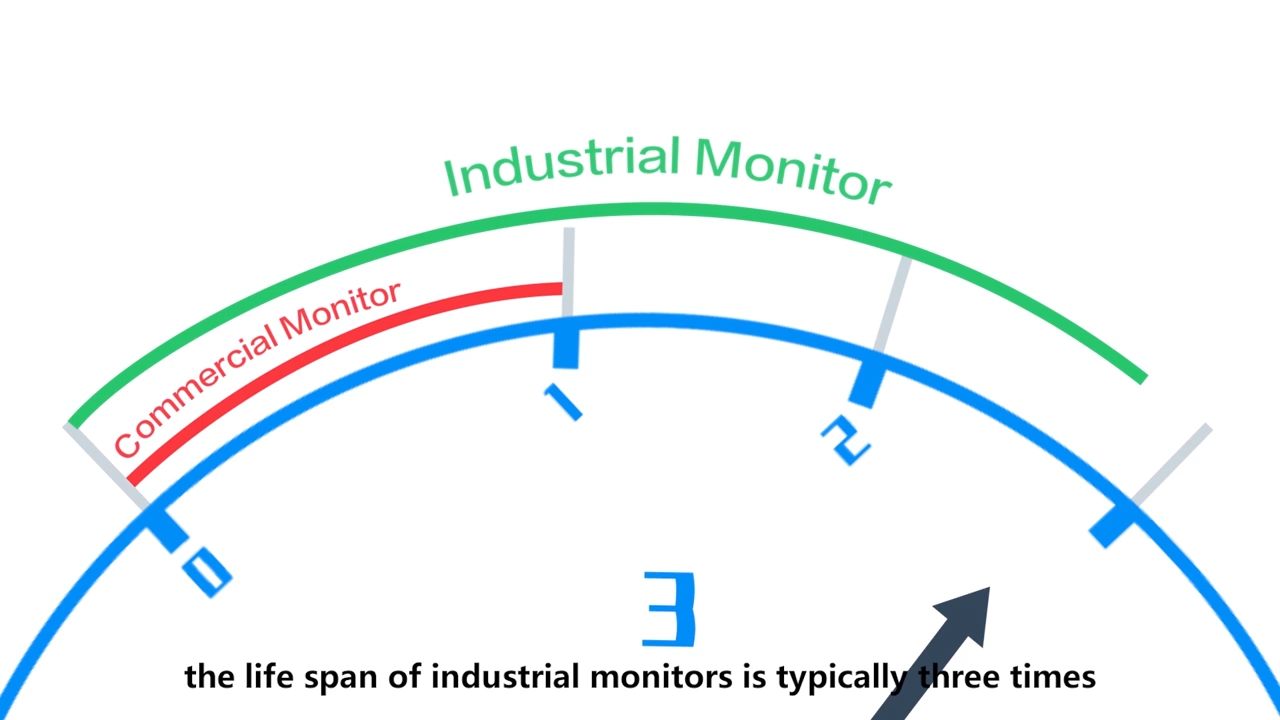 Industrial Monitor
Commercial Monitor
0
1
2
3
the life span of industrial monitors is typically three times